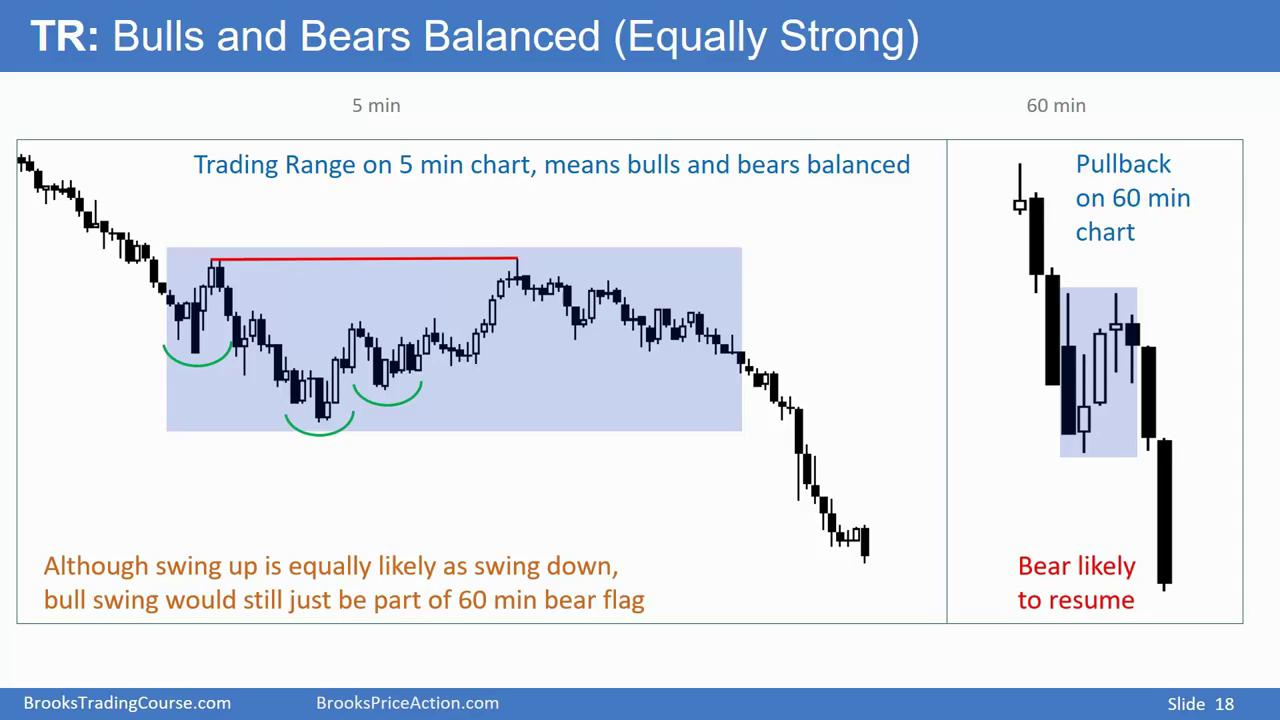 TR: Bulls and Bears Balanced (Equally Strong)
5 min
60 min
Trading Range on 5 min chart, means bulls and bears balanced
Pullback
on 60 min
chart
Although swing up is equally likely as swing down,
bull swing would still just be part of 60 min bear flag
Bear likely
to resume
BrooksTradingCourse.com
BrooksPriceAction.com
Slide 18